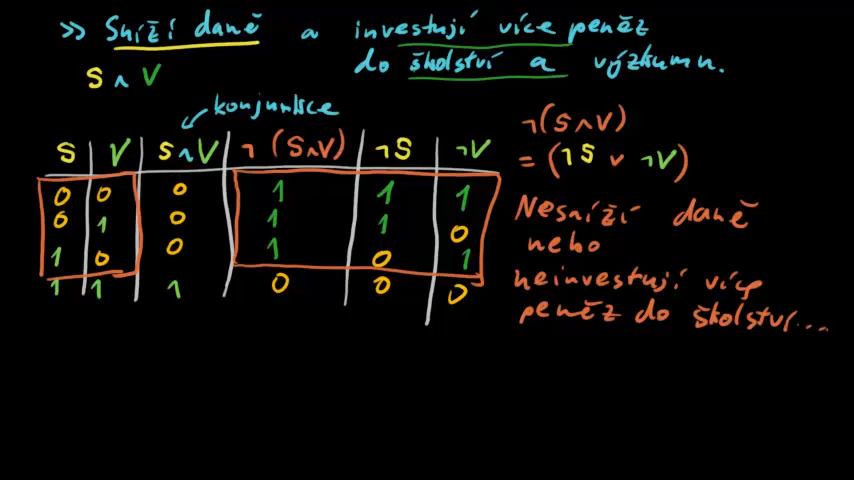 >> Sníží daně a investují více peněz
do školství a výzkumu.
S ∧ V
konjunkce
S V S ∧ V ¬ (S∧V) ¬S ¬V
0 0 0 1 1 1
0 1 0 1 1 0
1 0 0 1 0 1
1 1 1 0 0 0
¬(S∧V)
= (¬S ∨ ¬V)
Nesníží daně
nebo
neinvestují více
peněz do školství...